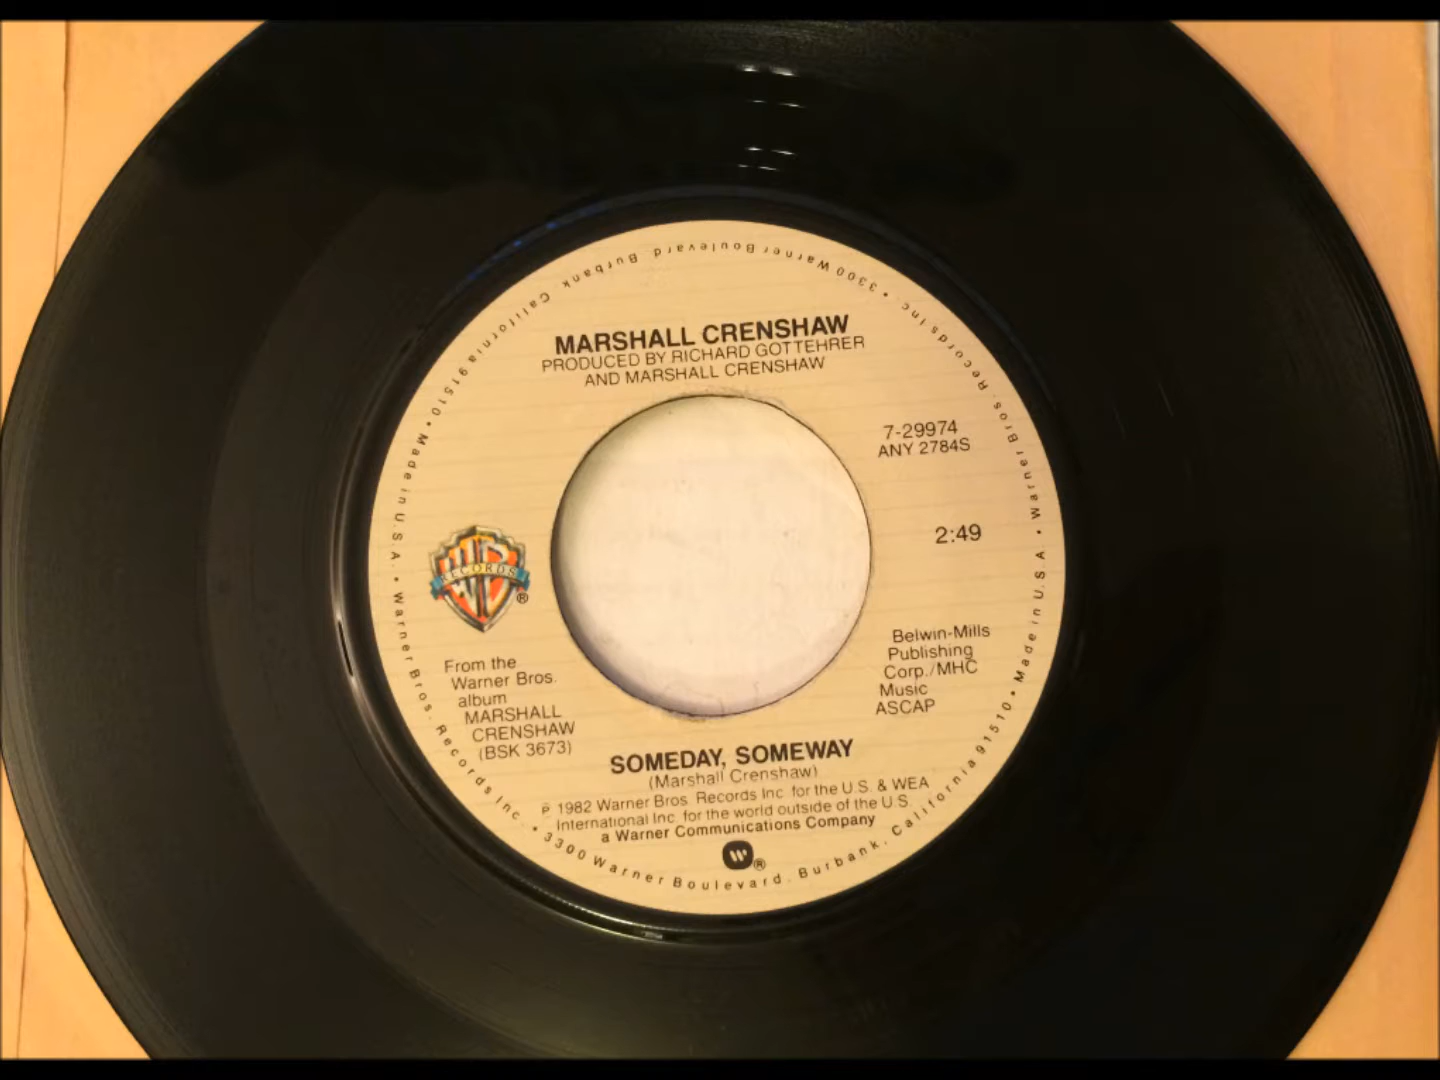 MARSHALL CRENSHAW
PRODUCED BY RICHARD GOTTEHRER
AND MARSHALL CRENSHAW
7-29974
ANY 2784S
2:49
WB
RECORDS
®
From the
Warner Bros.
album
MARSHALL
CRENSHAW
(BSK 3673)
Belwin-Mills
Publishing
Corp./MHC
Music
ASCAP
SOMEDAY, SOMEWAY
(Marshall Crenshaw)
℗ 1982 Warner Bros. Records Inc. for the U.S. & WEA
International Inc. for the world outside of the U.S.
a Warner Communications Company
W®
• Warner Bros. Records Inc. • 3300 Warner Boulevard. Burbank. California 91510 • Made in U.S.A.
• Warner Bros. Records Inc. • 3300 Warner Boulevard. Burbank. California 91510 • Made in U.S.A.